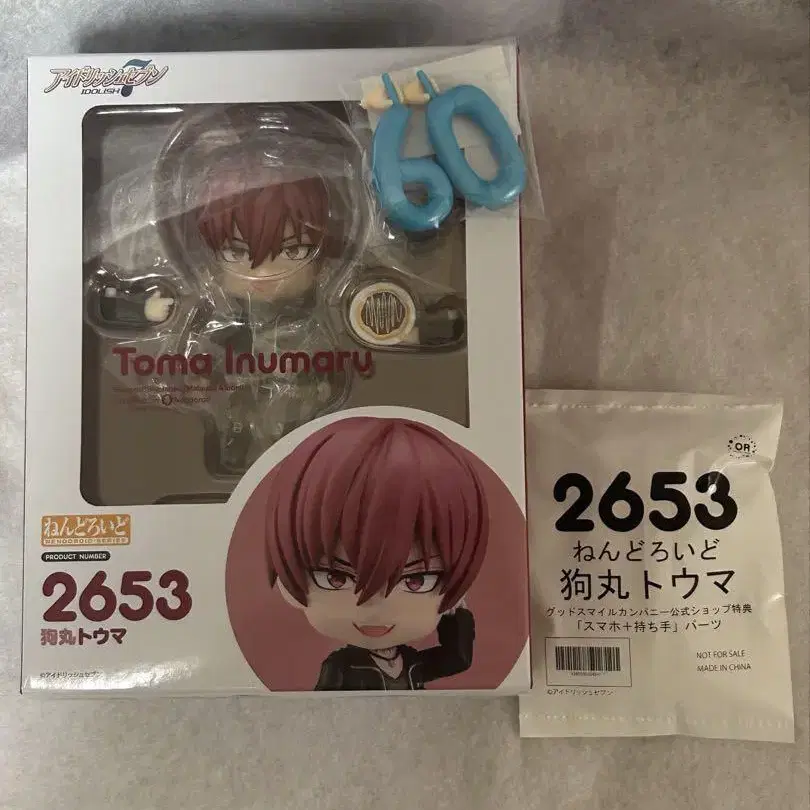 アイドリッシュセブン
IDOLiSH 7
60
Toma Inumaru
ねんどろいど
NENDOROID SERIES
PRODUCT NUMBER
2653
狗丸トウマ
©アイドリッシュセブン
OR
2653
ねんどろいど
狗丸トウマ
グッドスマイルカンパニー公式ショップ特典
「スマホ+持ち手」パーツ
NOT FOR SALE
MADE IN CHINA
©アイドリッシュセブン